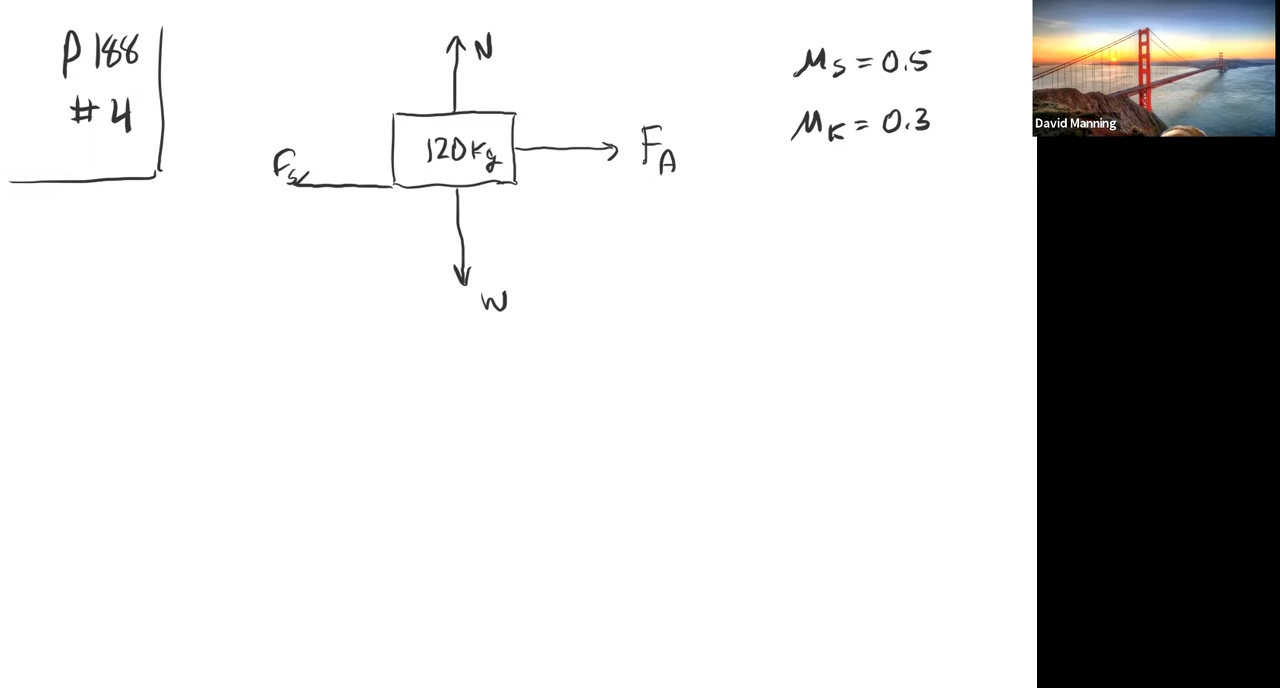 P 188
# 4
N
120 Kg
F_A
F_s
W
μ_s = 0.5
μ_K = 0.3
David Manning